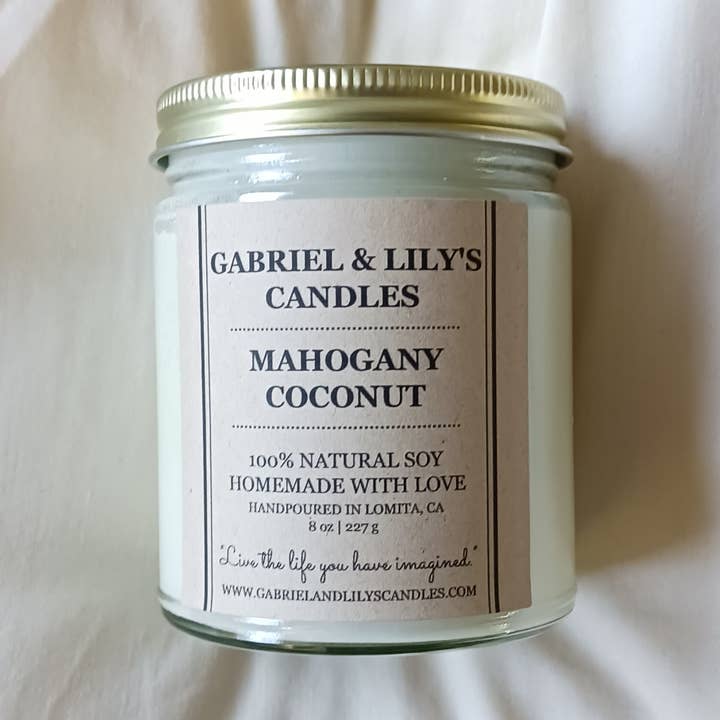 GABRIEL & LILY'S
CANDLES
MAHOGANY
COCONUT
100% NATURAL SOY
HOMEMADE WITH LOVE
HANDPOURED IN LOMITA, CA
8 oz | 227 g
"Live the life you have imagined."
WWW.GABRIELANDLILYSCANDLES.COM